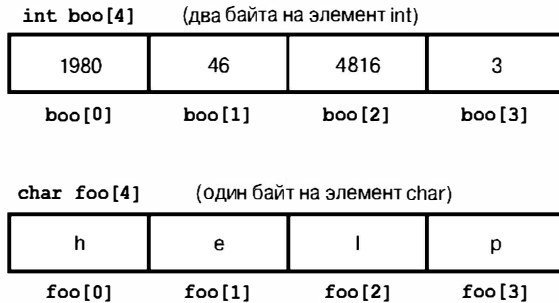 int boo[4] (два байта на элемент int)
1980 46 4816 3
boo[0] boo[1] boo[2] boo[3]
char foo[4] (один байт на элемент char)
h e l p
foo[0] foo[1] foo[2] foo[3]